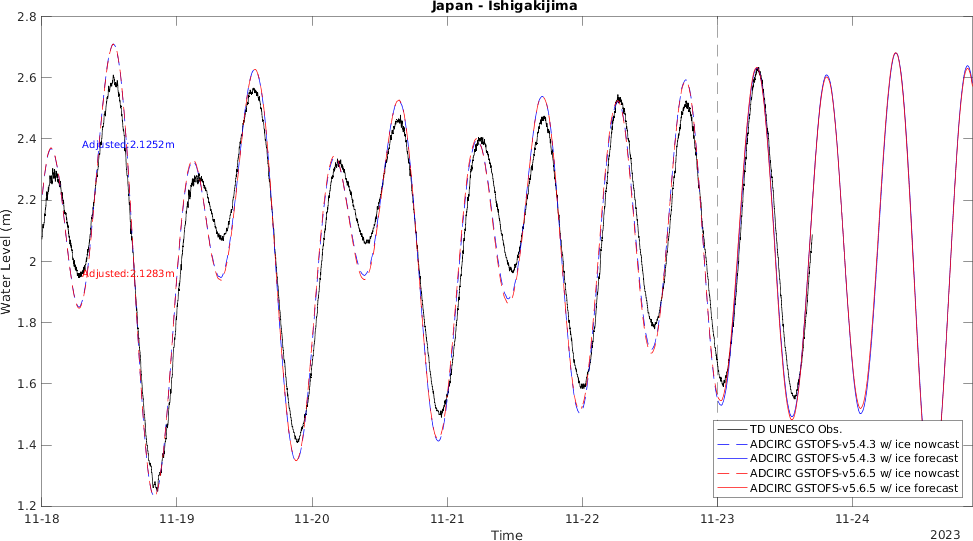 Japan - Ishigakijima
2.8
2.6
2.4
2.2
2
1.8
1.6
1.4
1.2
Water Level (m)
Adjusted:2.1252m
Adjusted:2.1283m
TD UNESCO Obs.
ADCIRC GSTOFS-v5.4.3 w/ ice nowcast
ADCIRC GSTOFS-v5.4.3 w/ ice forecast
ADCIRC GSTOFS-v5.6.5 w/ ice nowcast
ADCIRC GSTOFS-v5.6.5 w/ ice forecast
11-18
11-19
11-20
11-21
11-22
11-23
11-24
Time
2023